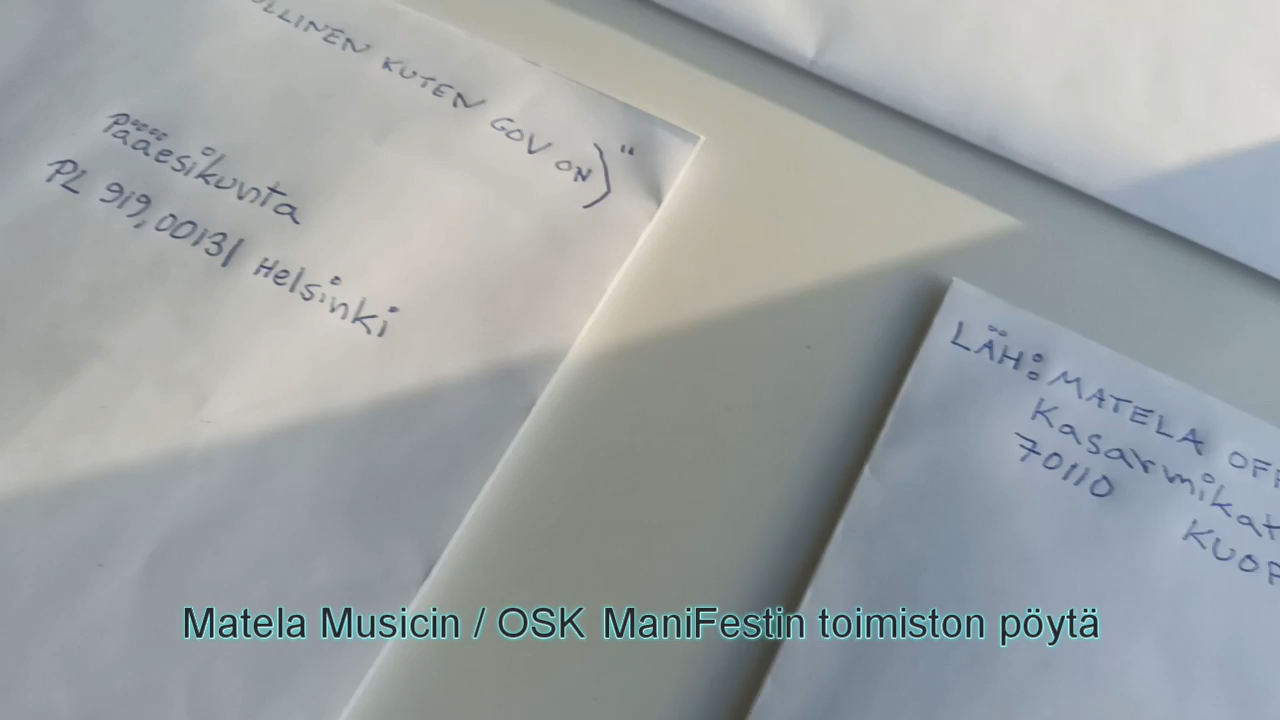 OLLINEN KUTEN GOV ON)"
Pääesikunta
PL 919, 00131 Helsinki
LÄH: MATELA OFF
Kasarmikat
70110
KUOP
Matela Musicin / OSK ManiFestin toimiston pöytä